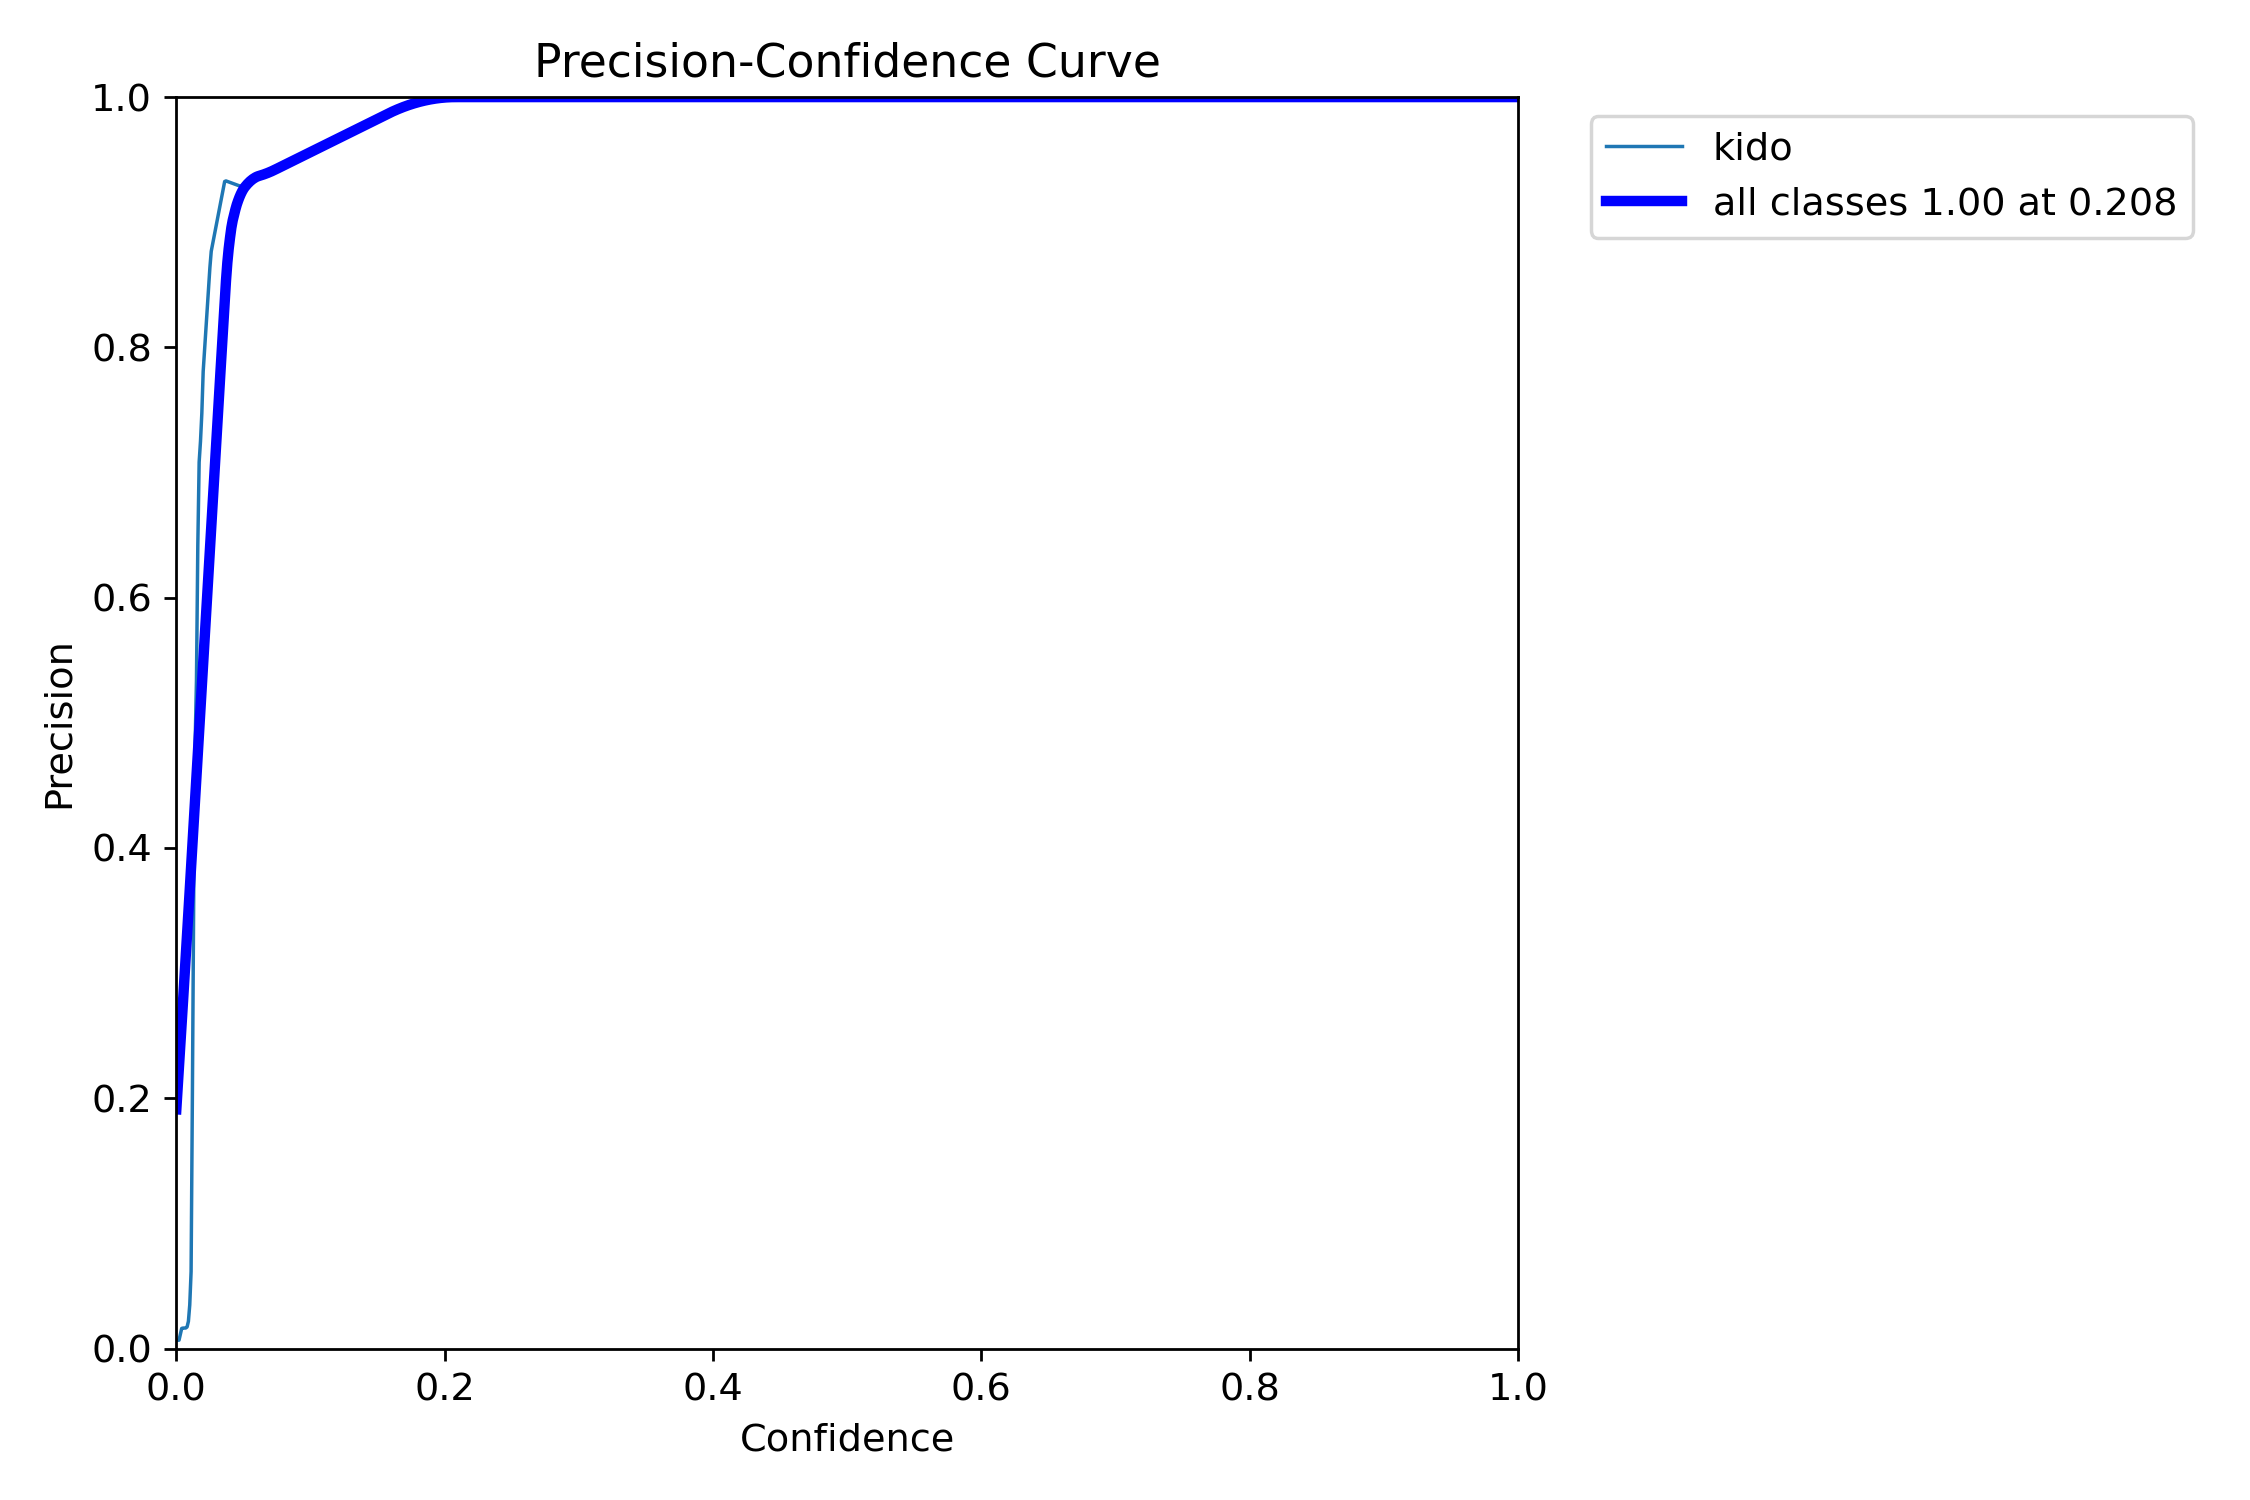 Precision-Confidence Curve
1.0
0.8
0.6
0.4
0.2
0.0
Precision
0.0 0.2 0.4 0.6 0.8 1.0
Confidence
kido
all classes 1.00 at 0.208